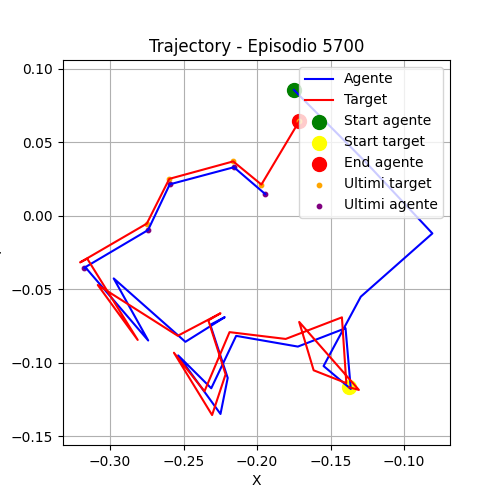 Trajectory - Episodio 5700
Agente
Target
Start agente
Start target
End agente
Ultimi target
Ultimi agente
0.10
0.05
0.00
−0.05
−0.10
−0.15
−0.30
−0.25
−0.20
−0.15
−0.10
X